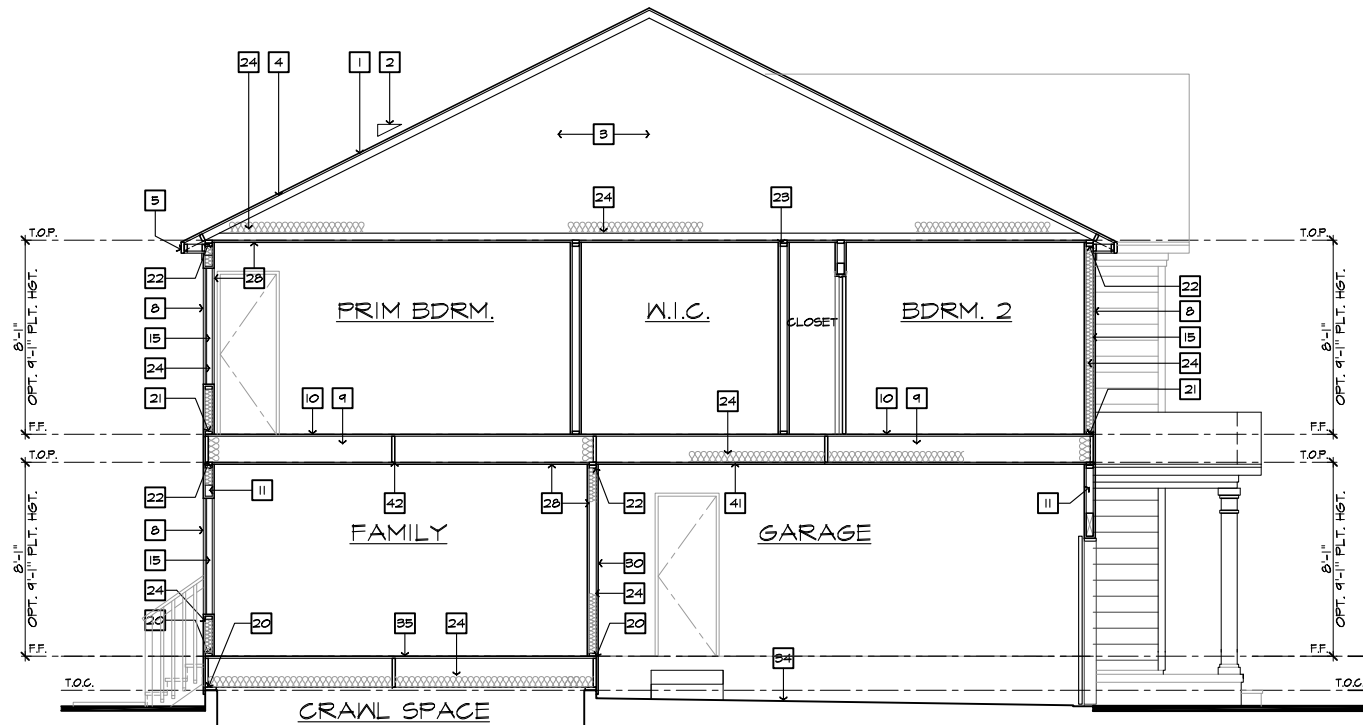 24 4 1 2
3
5 24 23
T.O.P. T.O.P.
22 28 22
8 PRIM BDRM. W.I.C. CLOSET BDRM. 2 8
15 15
24 24
21 10 9 24 10 9 21
8'-1"
OPT. 9'-1" PLT. HGT.
8'-1"
OPT. 9'-1" PLT. HGT.
F.F. F.F.
T.O.P. T.O.P.
22 11 42 28 22 41 11
8 FAMILY GARAGE
15 30
24 24
20 20 35 24 20
8'-1"
OPT. 9'-1" PLT. HGT.
8'-1"
OPT. 9'-1" PLT. HGT.
F.F. F.F.
34
T.O.C. T.O.C.
CRAWL SPACE